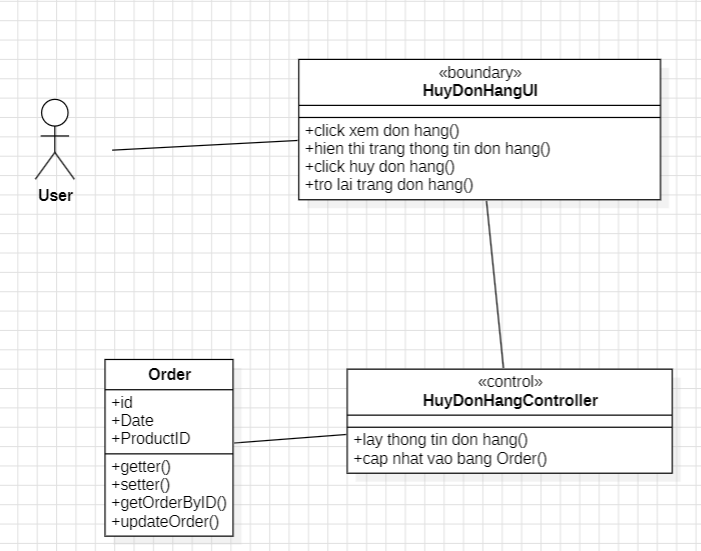 «boundary»
HuyDonHangUI
+click xem don hang()
+hien thi trang thong tin don hang()
+click huy don hang()
+tro lai trang don hang()
User
Order
+id
+Date
+ProductID
+getter()
+setter()
+getOrderByID()
+updateOrder()
«control»
HuyDonHangController
+lay thong tin don hang()
+cap nhat vao bang Order()